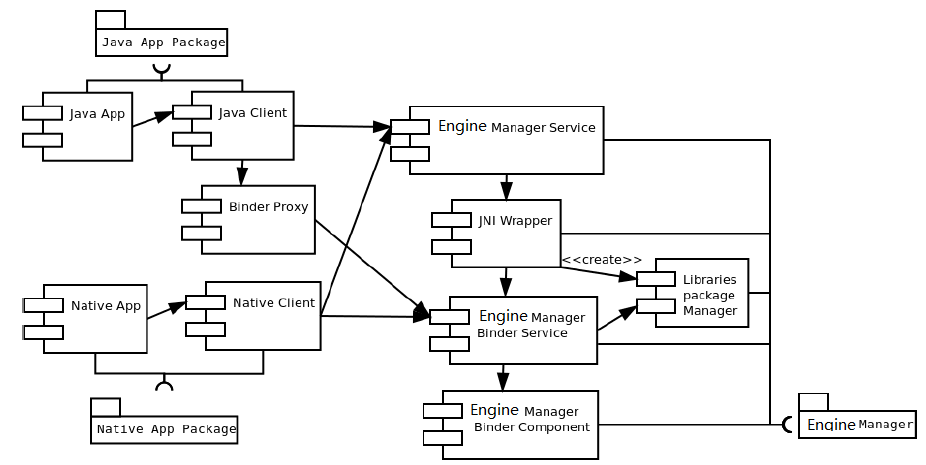 Java App Package
Java App
Java Client
Engine Manager Service
Binder Proxy
JNI Wrapper
<<create>>
Libraries
package
Manager
Native App
Native Client
Engine Manager
Binder Service
Engine Manager
Binder Component
Native App Package
Engine Manager